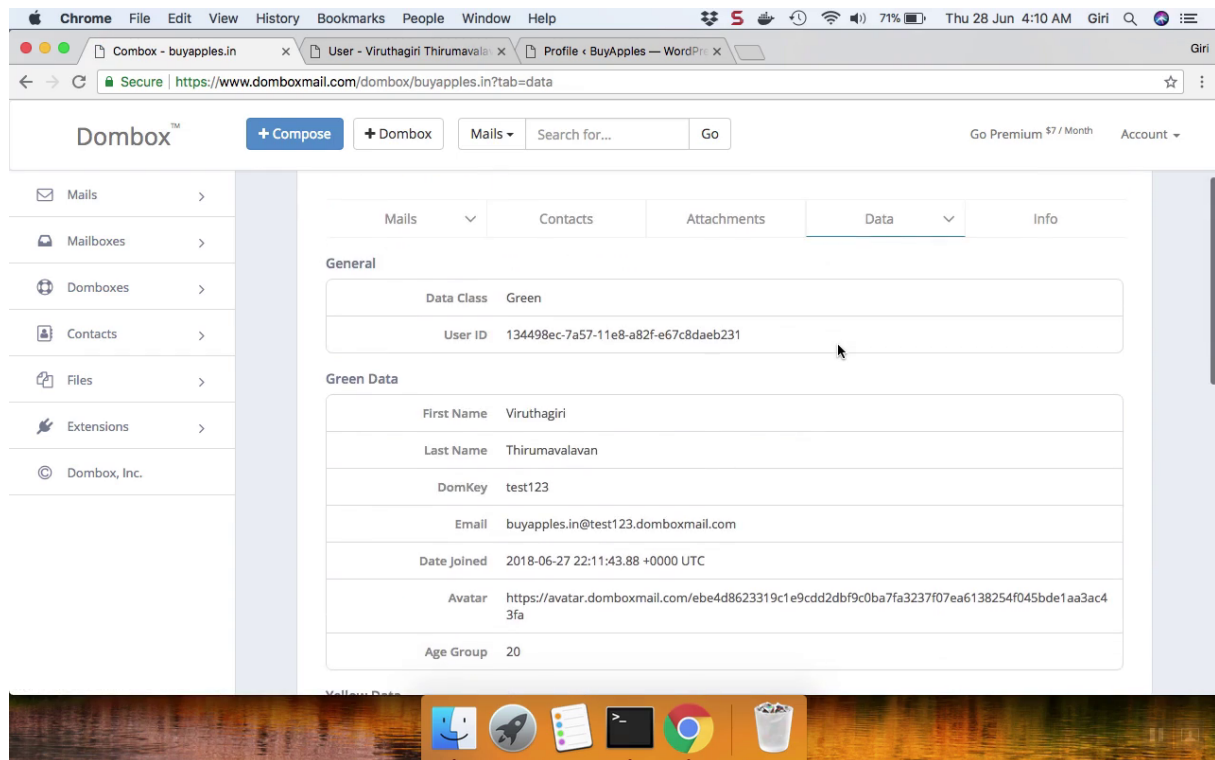 Chrome File Edit View History Bookmarks People Window Help 71% Thu 28 Jun 4:10 AM Giri
Combox - buyapples.in × User - Viruthagiri Thirumavala × Profile ‹ BuyApples — WordPr × Giri
Secure | https://www.domboxmail.com/dombox/buyapples.in?tab=data
Dombox™ + Compose + Dombox Mails Search for... Go Go Premium $7 / Month Account
Mails
Mailboxes
Domboxes
Contacts
Files
Extensions
© Dombox, Inc.
Mails Contacts Attachments Data Info
General
Data Class Green
User ID 134498ec-7a57-11e8-a82f-e67c8daeb231
Green Data
First Name Viruthagiri
Last Name Thirumavalavan
DomKey test123
Email buyapples.in@test123.domboxmail.com
Date Joined 2018-06-27 22:11:43.88 +0000 UTC
Avatar https://avatar.domboxmail.com/ebe4d8623319c1e9cdd2dbf9c0ba7fa3237f07ea6138254f045bde1aa3ac4
3fa
Age Group 20
Yellow Data